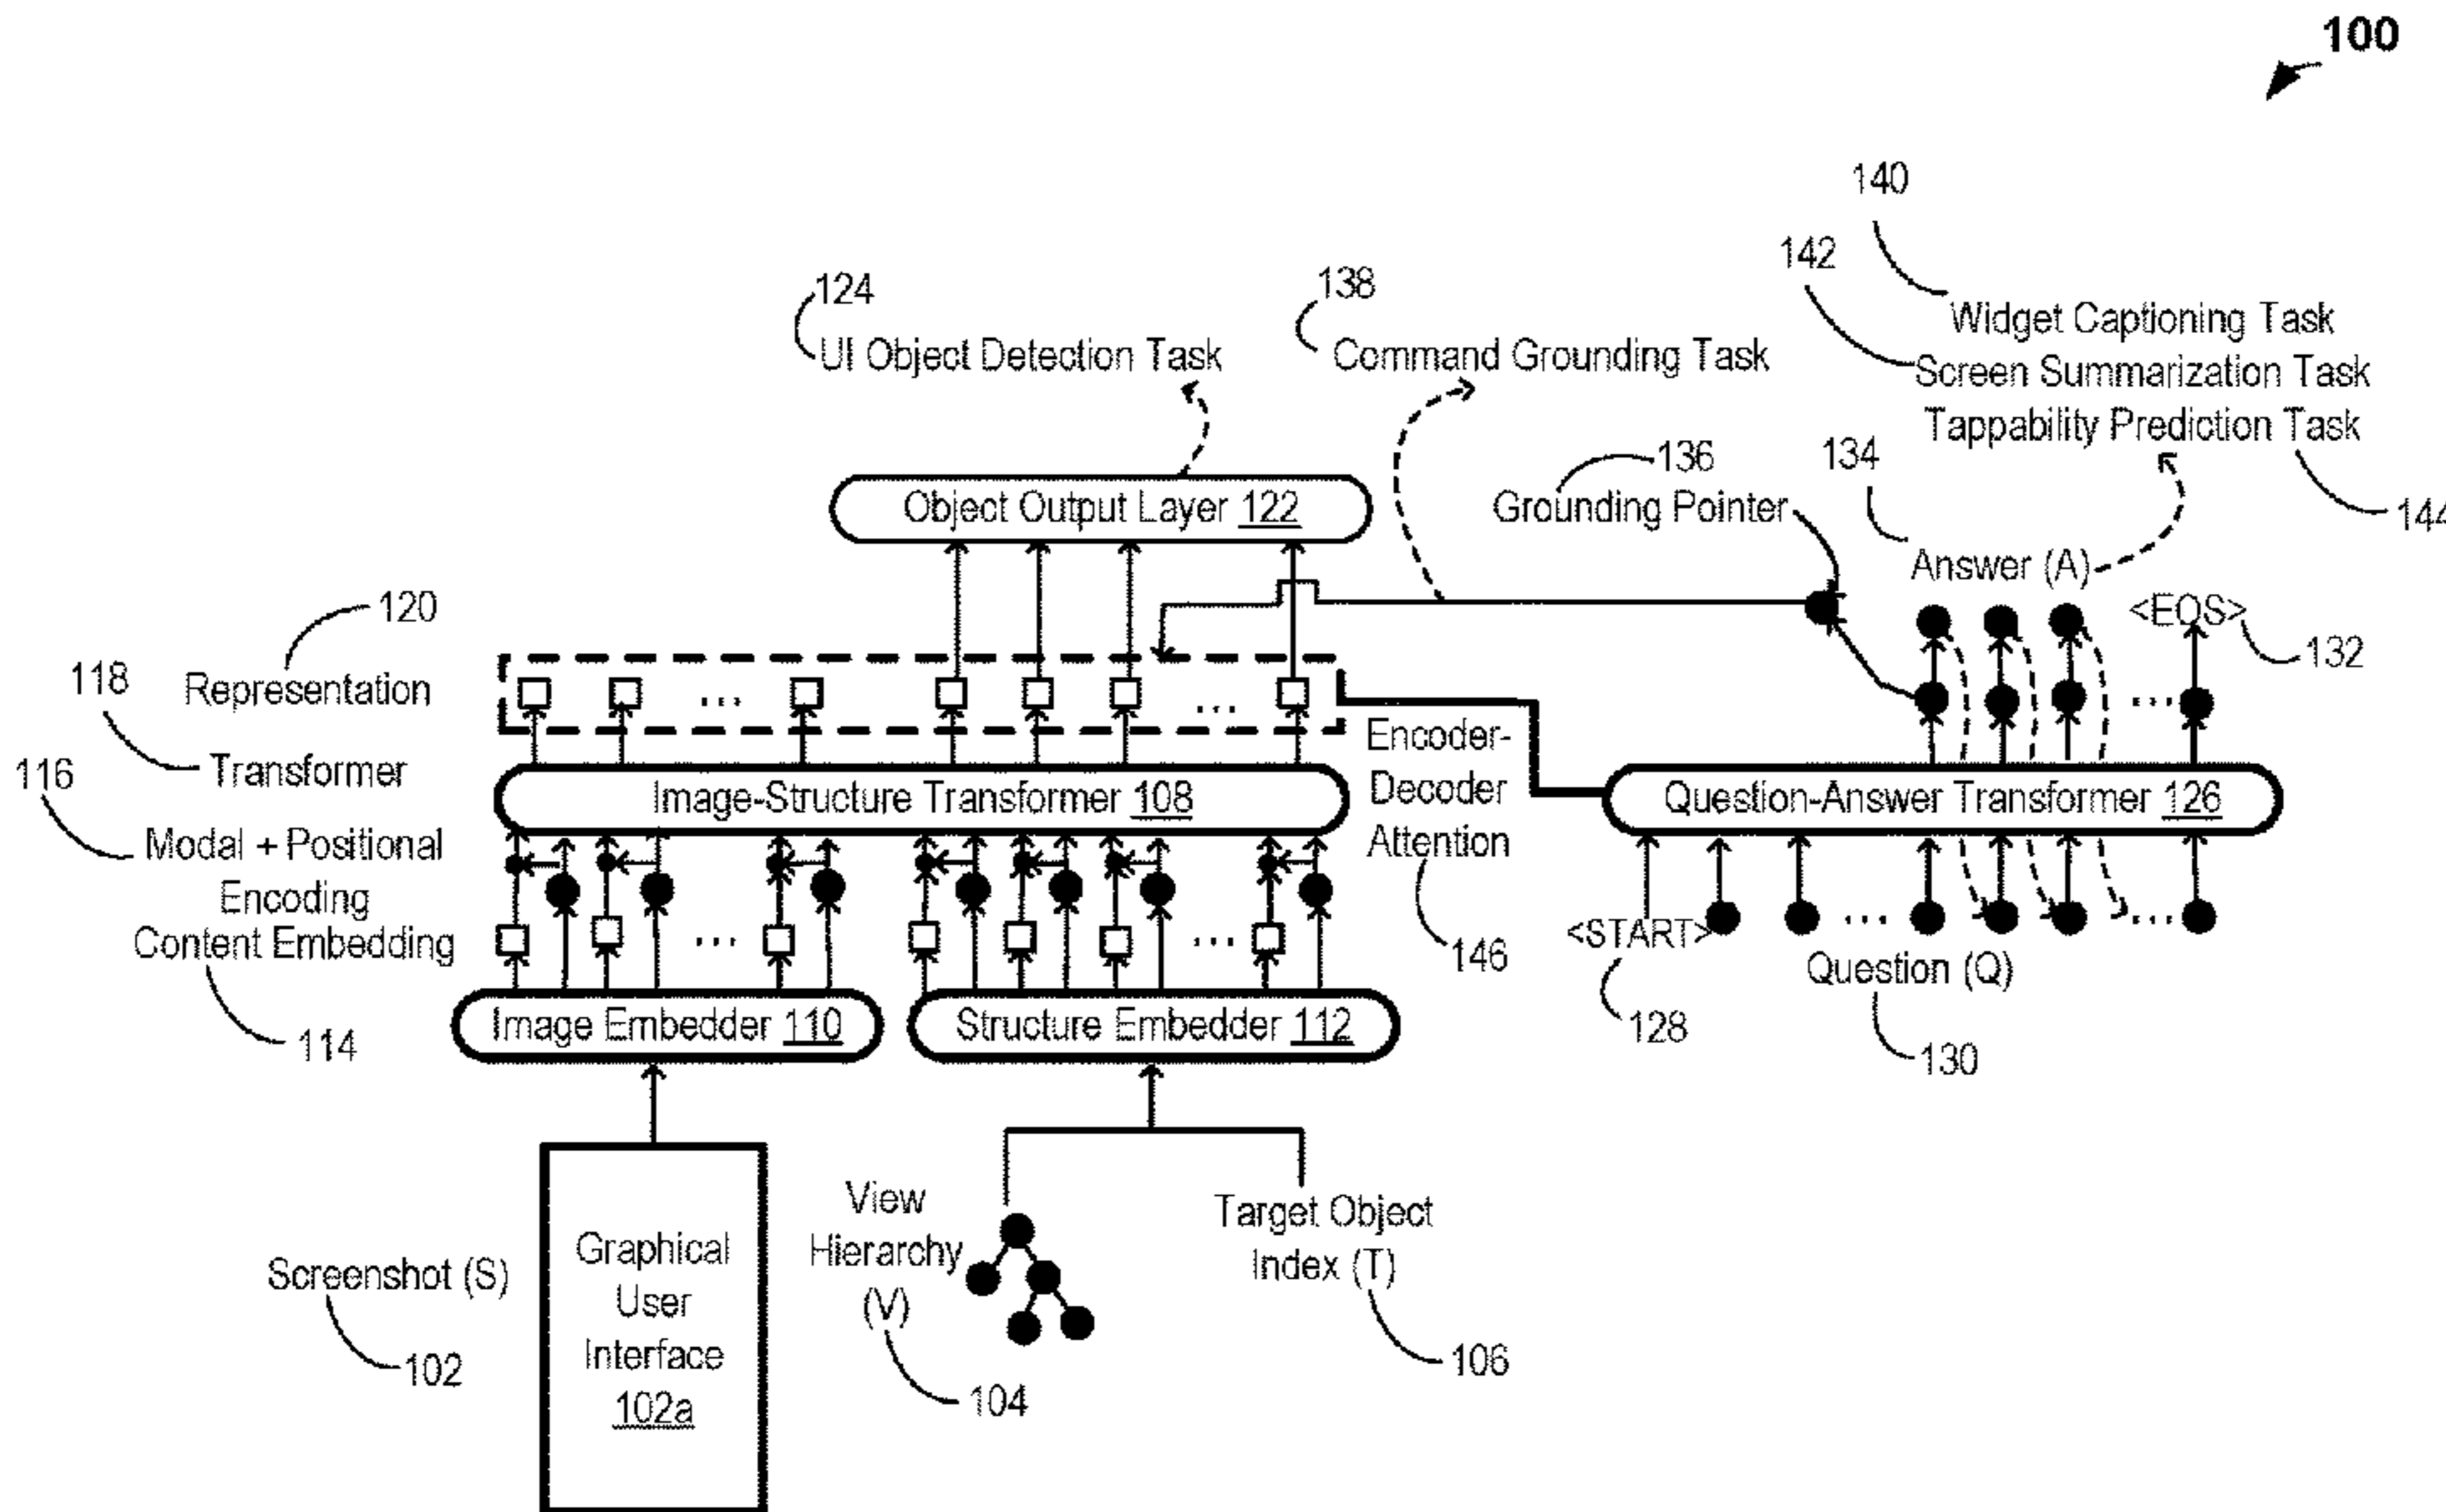 100
140
142
Widget Captioning Task
Screen Summarization Task
Tappability Prediction Task
144
124
UI Object Detection Task
138
Command Grounding Task
136
Grounding Pointer
134
Answer (A)
<EOS>
132
Object Output Layer 122
120
Representation
118
Transformer
116
Modal + Positional
Encoding
Content Embedding
114
...
...
Image-Structure Transformer 108
Encoder-
Decoder
Attention
146
...
Question-Answer Transformer 126
<START>
128
...
...
Question (Q)
130
...
...
Image Embedder 110
Structure Embedder 112
Screenshot (S)
102
Graphical
User
Interface
102a
View
Hierarchy
(V)
104
Target Object
Index (T)
106